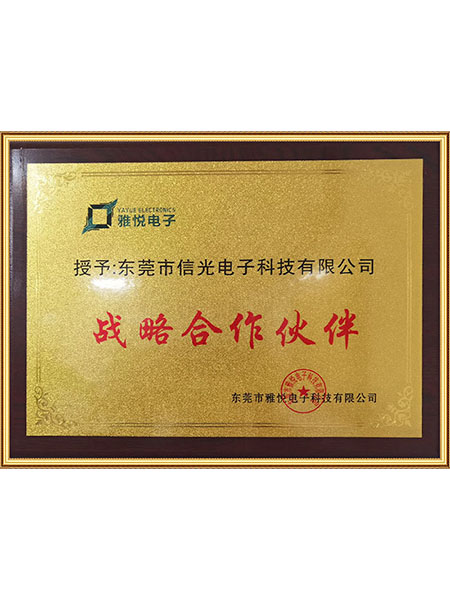 YAYUE ELECTRONICS
雅悦电子
授予:东莞市信光电子科技有限公司
战略合作伙伴
东莞市雅悦电子科技有限公司